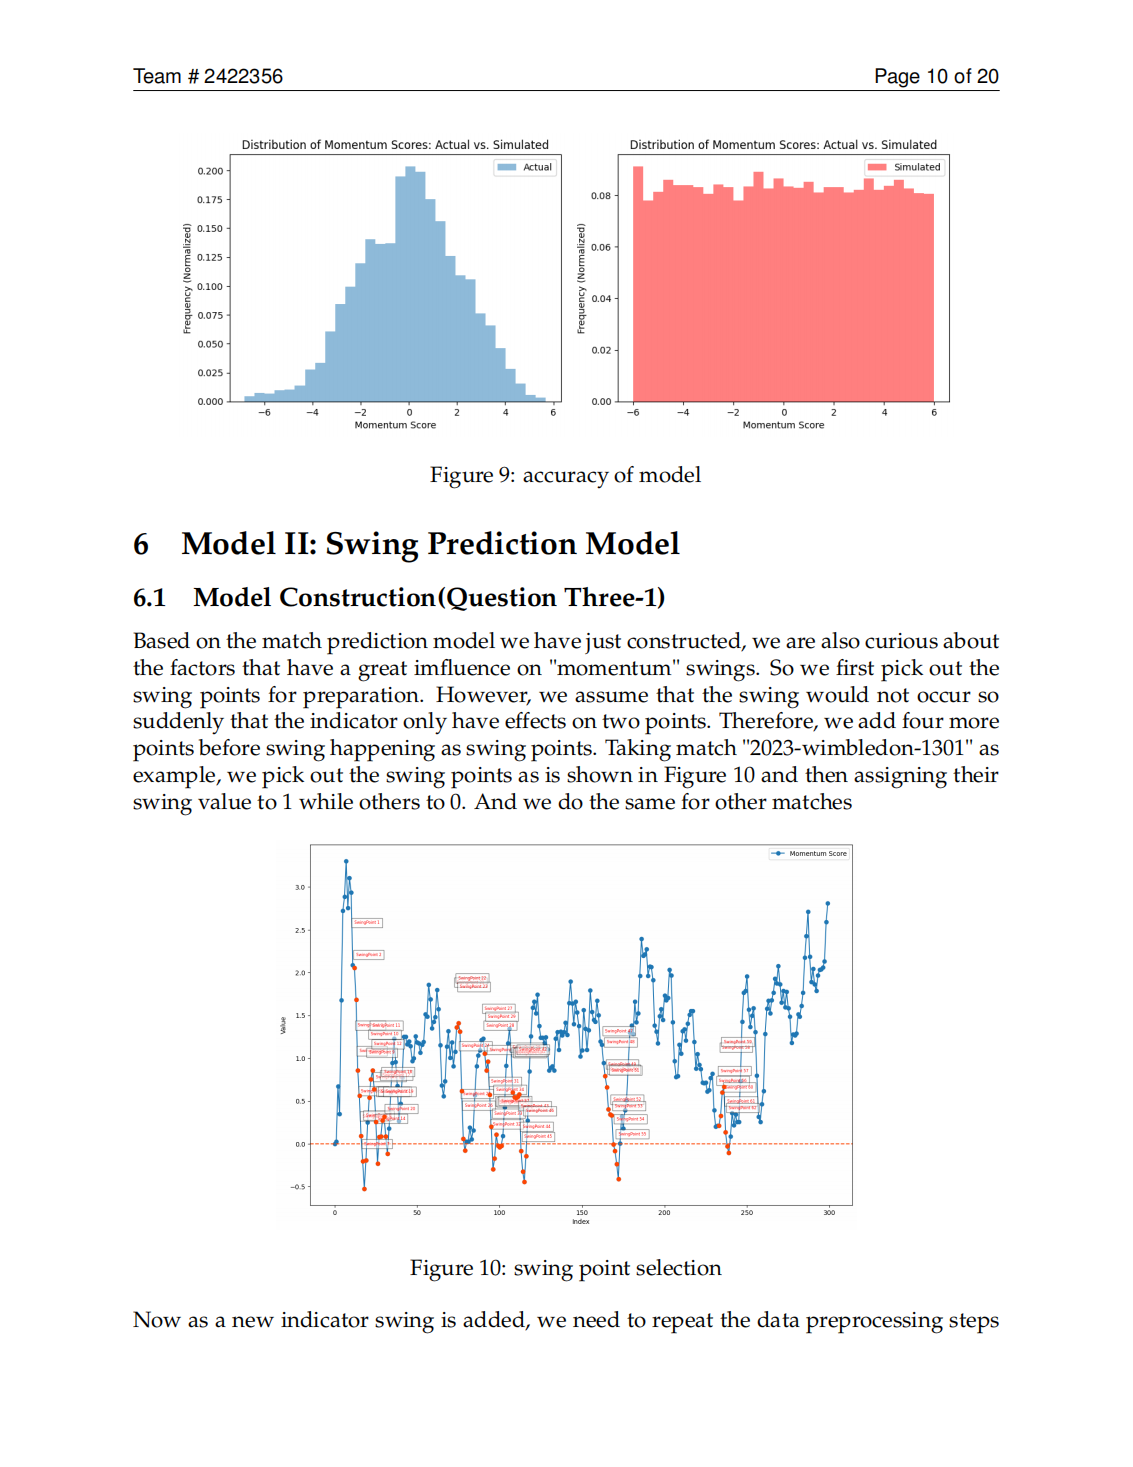 Team # 2422356 Page 10 of 20
Distribution of Momentum Scores: Actual vs. Simulated
Actual
0.200
0.175
0.150
0.125
0.100
0.075
0.050
0.025
0.000
Frequency (Normalized)
−6 −4 −2 0 2 4 6
Momentum Score
Distribution of Momentum Scores: Actual vs. Simulated
Simulated
0.08
0.06
0.04
0.02
0.00
Frequency (Normalized)
−6 −4 −2 0 2 4 6
Momentum Score
Figure 9: accuracy of model
6 Model II: Swing Prediction Model
6.1 Model Construction(Question Three-1)
Based on the match prediction model we have just constructed, we are also curious about
the factors that have a great imfluence on "momentum" swings. So we first pick out the
swing points for preparation. However, we assume that the swing would not occur so
suddenly that the indicator only have effects on two points. Therefore, we add four more
points before swing happening as swing points. Taking match "2023-wimbledon-1301" as
example, we pick out the swing points as is shown in Figure 10 and then assigning their
swing value to 1 while others to 0. And we do the same for other matches
Momentum Score
3.0
2.5
2.0
1.5
1.0
0.5
0.0
−0.5
Value
SwingPoint 1
0 50 100 150 200 250 300
Index
Figure 10: swing point selection
Now as a new indicator swing is added, we need to repeat the data preprocessing steps